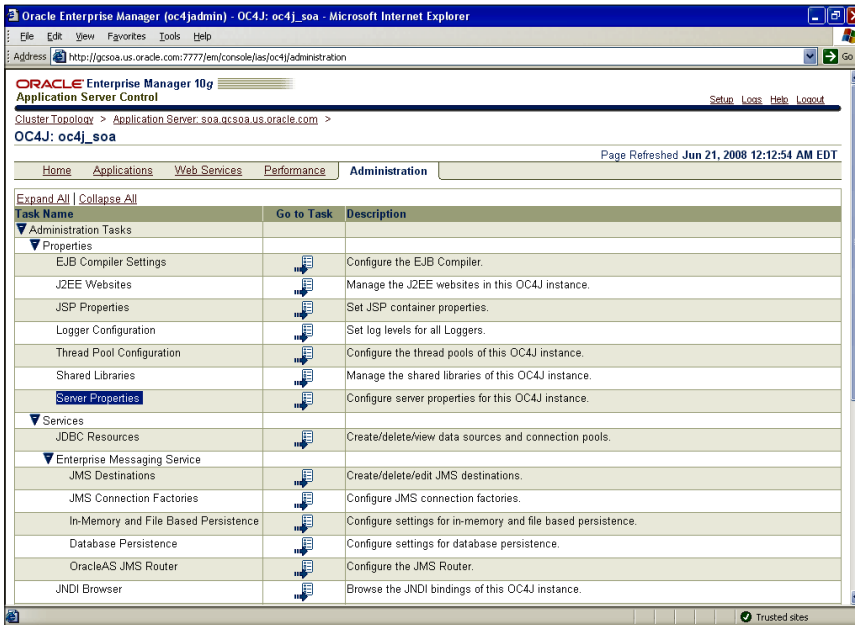 Oracle Enterprise Manager (oc4jadmin) - OC4J: oc4j_soa - Microsoft Internet Explorer
File Edit View Favorites Tools Help
Address http://gcsoa.us.oracle.com:7777/em/console/ias/oc4j/administration Go
ORACLE Enterprise Manager 10g
Application Server Control
Setup Logs Help Logout
Cluster Topology > Application Server: soa.gcsoa.us.oracle.com >
OC4J: oc4j_soa
Page Refreshed Jun 21, 2008 12:12:54 AM EDT
Home Applications Web Services Performance Administration
Expand All | Collapse All
Task Name Go to Task Description
Administration Tasks
Properties
EJB Compiler Settings Configure the EJB Compiler.
J2EE Websites Manage the J2EE websites in this OC4J instance.
JSP Properties Set JSP container properties.
Logger Configuration Set log levels for all Loggers.
Thread Pool Configuration Configure the thread pools of this OC4J instance.
Shared Libraries Manage the shared libraries of this OC4J instance.
Server Properties Configure server properties for this OC4J instance.
Services
JDBC Resources Create/delete/view data sources and connection pools.
Enterprise Messaging Service
JMS Destinations Create/delete/edit JMS destinations.
JMS Connection Factories Configure JMS connection factories.
In-Memory and File Based Persistence Configure settings for in-memory and file based persistence.
Database Persistence Configure settings for database persistence.
OracleAS JMS Router Configure the JMS Router.
JNDI Browser Browse the JNDI bindings of this OC4J instance.
Trusted sites